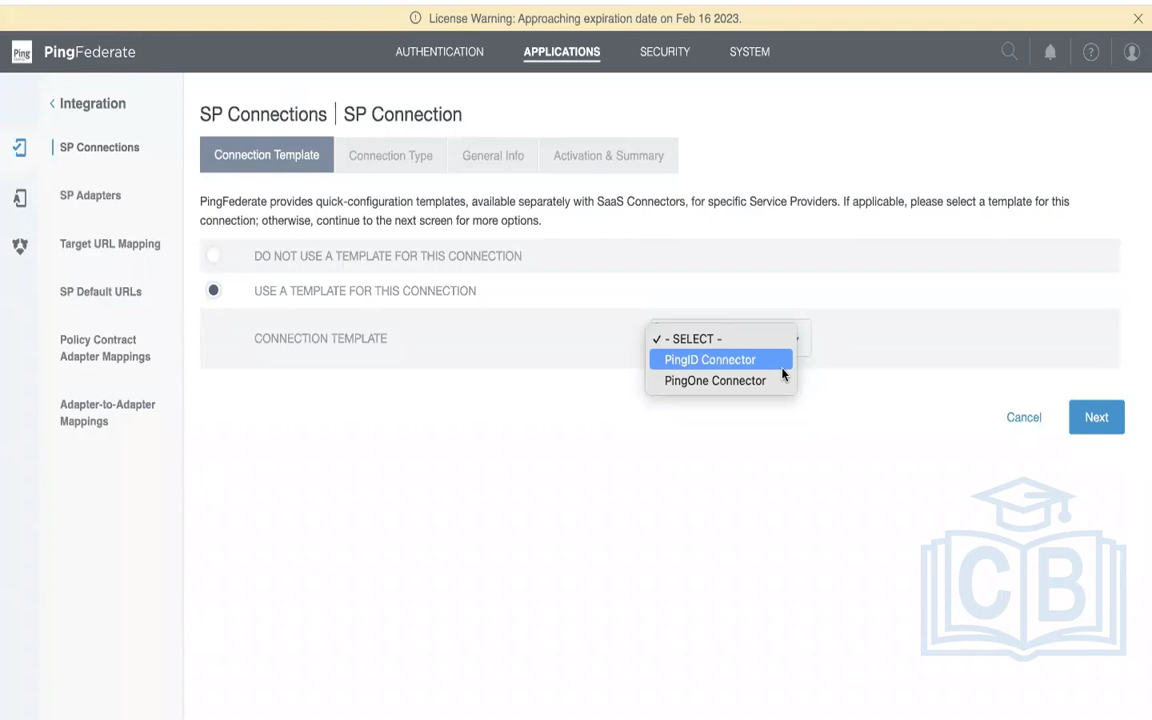 License Warning: Approaching expiration date on Feb 16 2023.
Ping
PingFederate
AUTHENTICATION
APPLICATIONS
SECURITY
SYSTEM
Integration
SP Connections
SP Adapters
Target URL Mapping
SP Default URLs
Policy Contract
Adapter Mappings
Adapter-to-Adapter
Mappings
SP Connections | SP Connection
Connection Template
Connection Type
General Info
Activation & Summary
PingFederate provides quick-configuration templates, available separately with SaaS Connectors, for specific Service Providers. If applicable, please select a template for this
connection; otherwise, continue to the next screen for more options.
DO NOT USE A TEMPLATE FOR THIS CONNECTION
USE A TEMPLATE FOR THIS CONNECTION
CONNECTION TEMPLATE
- SELECT -
PingID Connector
PingOne Connector
Cancel
Next
CB